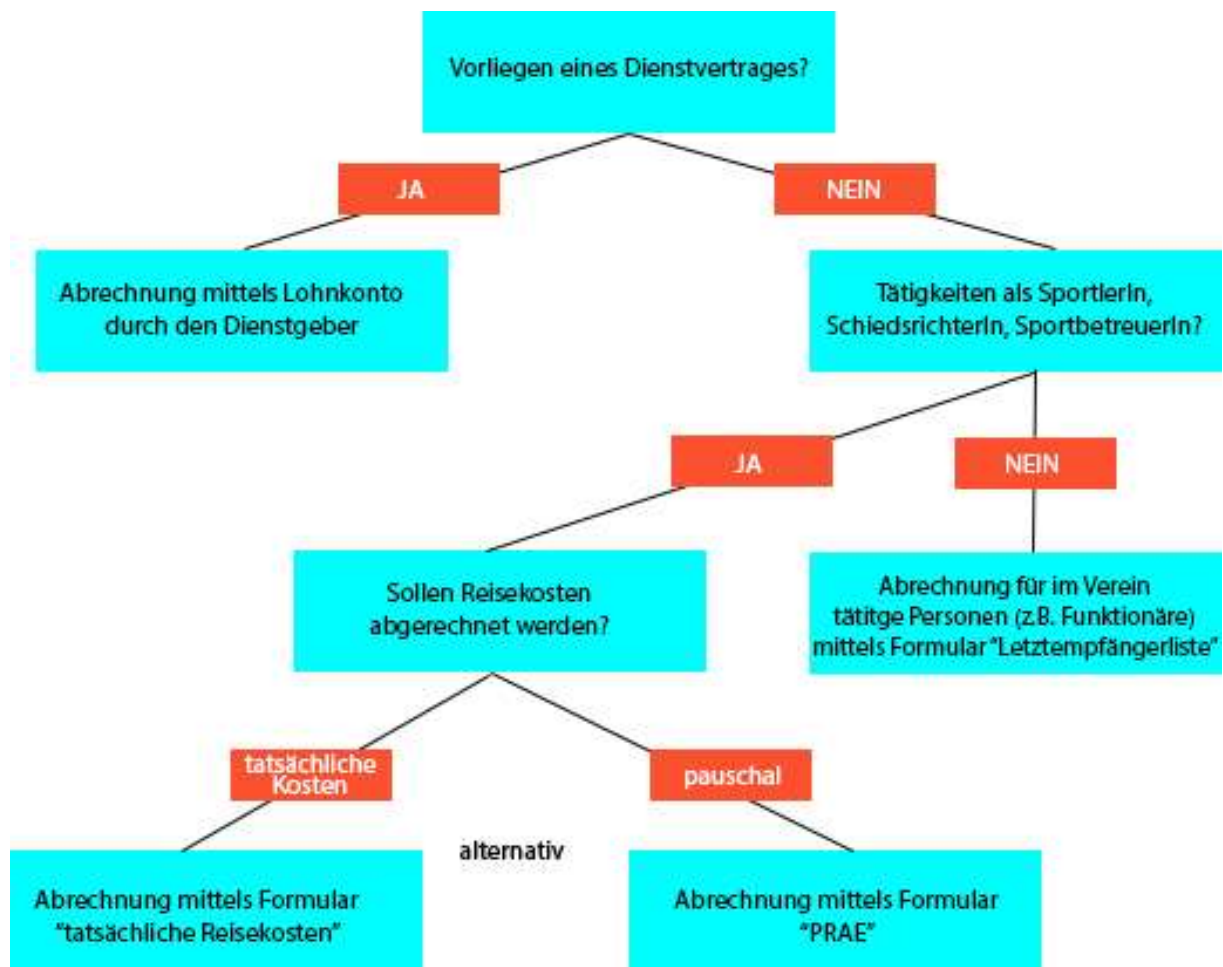 Vorliegen eines Dienstvertrages?
JA
NEIN
Abrechnung mittels Lohnkonto
durch den Dienstgeber
Tätigkeiten als SportlerIn,
SchiedsrichterIn, SportbetreuerIn?
JA
NEIN
Sollen Reisekosten
abgerechnet werden?
Abrechnung für im Verein
tätitge Personen (z.B. Funktionäre)
mittels Formular "Letztempfängerliste"
tatsächliche
Kosten
pauschal
alternativ
Abrechnung mittels Formular
"tatsächliche Reisekosten"
Abrechnung mittels Formular
"PRAE"